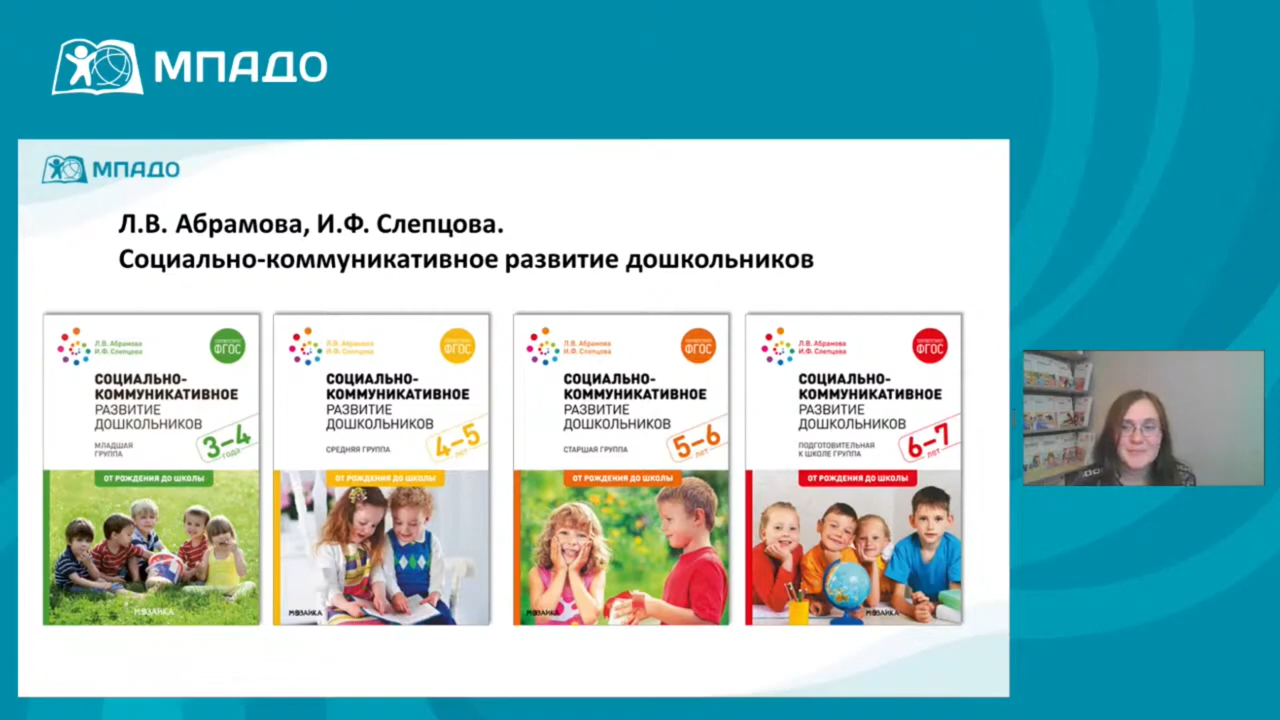 МПАДО
МПАДО
Л.В. Абрамова, И.Ф. Слепцова.
Социально-коммуникативное развитие дошкольников
Л.В. Абрамова
И.Ф. Слепцова
ФГОС
СОЦИАЛЬНО-
КОММУНИКАТИВНОЕ
РАЗВИТИЕ
ДОШКОЛЬНИКОВ
МЛАДШАЯ
ГРУППА
3–4
года
ОТ РОЖДЕНИЯ ДО ШКОЛЫ
МОЗАИКА
Л.В. Абрамова
И.Ф. Слепцова
ФГОС
СОЦИАЛЬНО-
КОММУНИКАТИВНОЕ
РАЗВИТИЕ
ДОШКОЛЬНИКОВ
СРЕДНЯЯ ГРУППА
4–5
лет
ОТ РОЖДЕНИЯ ДО ШКОЛЫ
МОЗАИКА
Л.В. Абрамова
И.Ф. Слепцова
ФГОС
СОЦИАЛЬНО-
КОММУНИКАТИВНОЕ
РАЗВИТИЕ
ДОШКОЛЬНИКОВ
СТАРШАЯ ГРУППА
5–6
лет
ОТ РОЖДЕНИЯ ДО ШКОЛЫ
МОЗАИКА
Л.В. Абрамова
И.Ф. Слепцова
ФГОС
СОЦИАЛЬНО-
КОММУНИКАТИВНОЕ
РАЗВИТИЕ
ДОШКОЛЬНИКОВ
ПОДГОТОВИТЕЛЬНАЯ
К ШКОЛЕ ГРУППА
6–7
лет
ОТ РОЖДЕНИЯ ДО ШКОЛЫ
МОЗАИКА